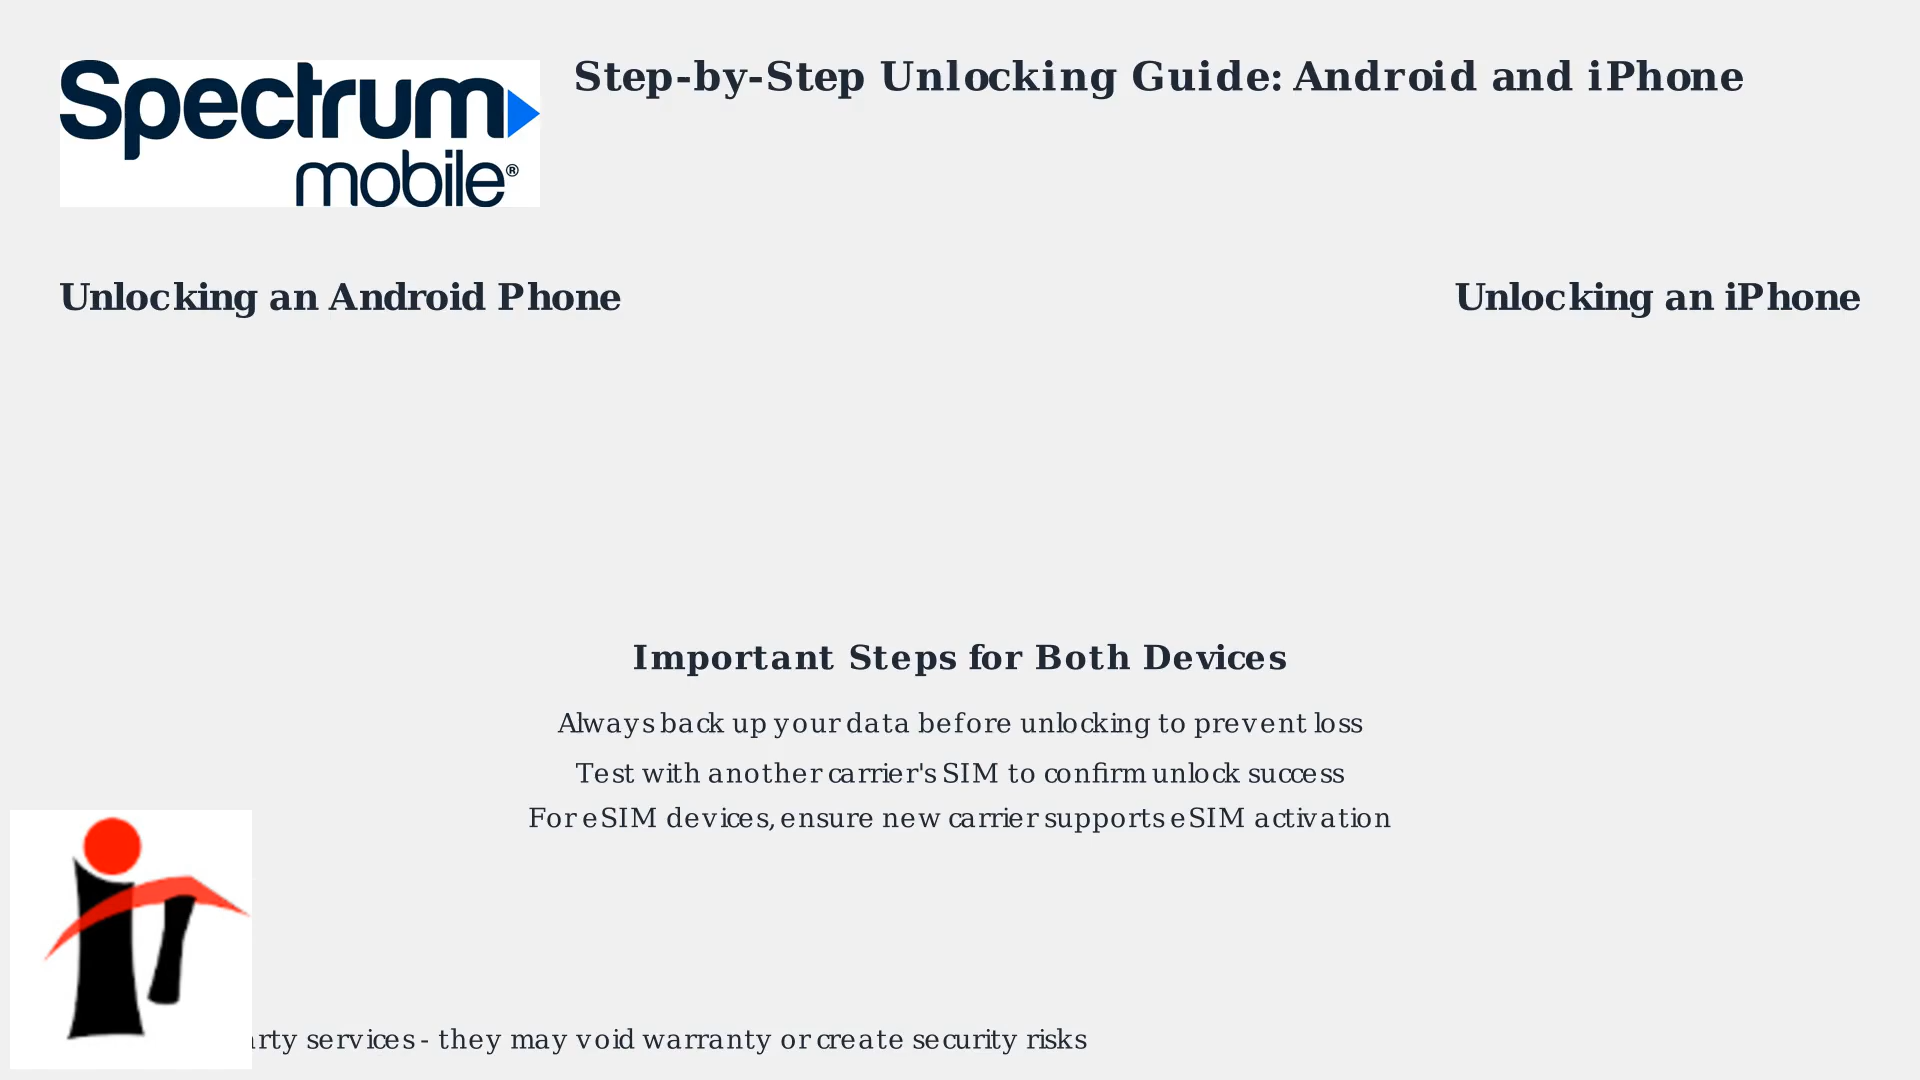 Spectrum
mobile®
Step-by-Step Unlocking Guide: Android and iPhone
Unlocking an Android Phone
Unlocking an iPhone
Important Steps for Both Devices
Always back up your data before unlocking to prevent loss
Test with another carrier's SIM to confirm unlock success
For eSIM devices, ensure new carrier supports eSIM activation
services - they may void warranty or create security risks